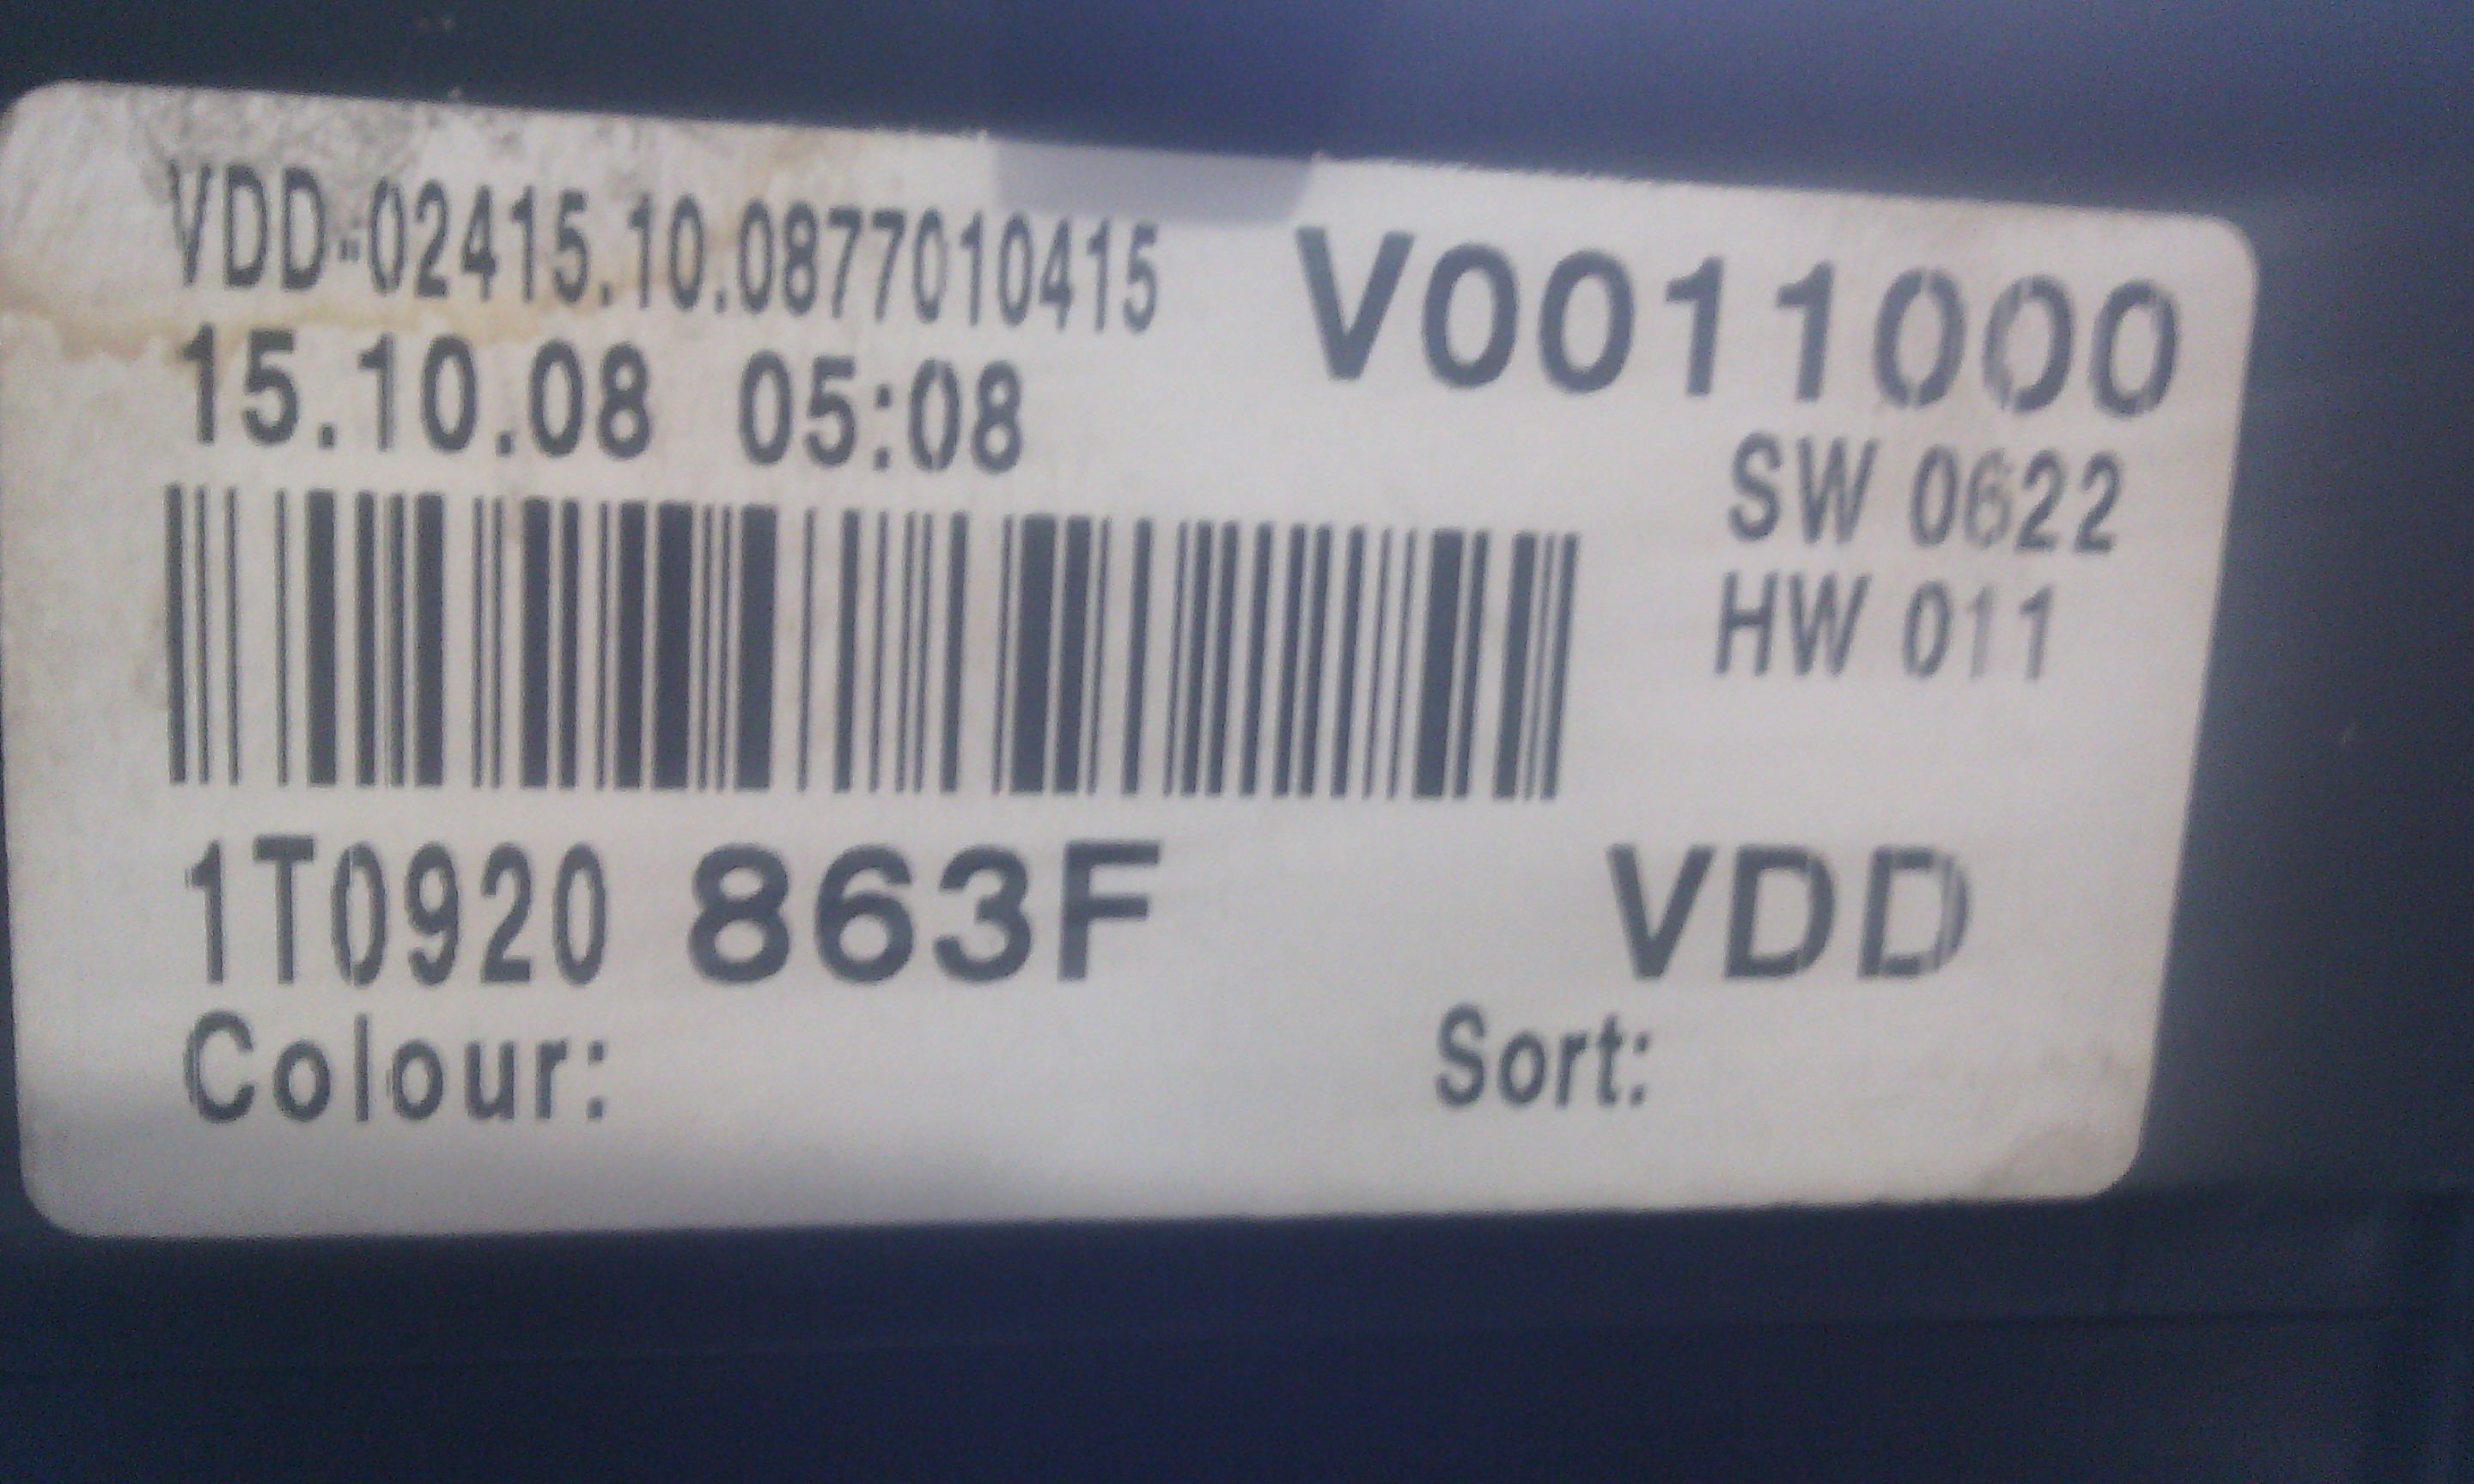 VDD-02415.10.0877010415
V0011000
15.10.08 05:08
SW 0622
HW 011
1T0920 863F
VDD
Colour:
Sort: